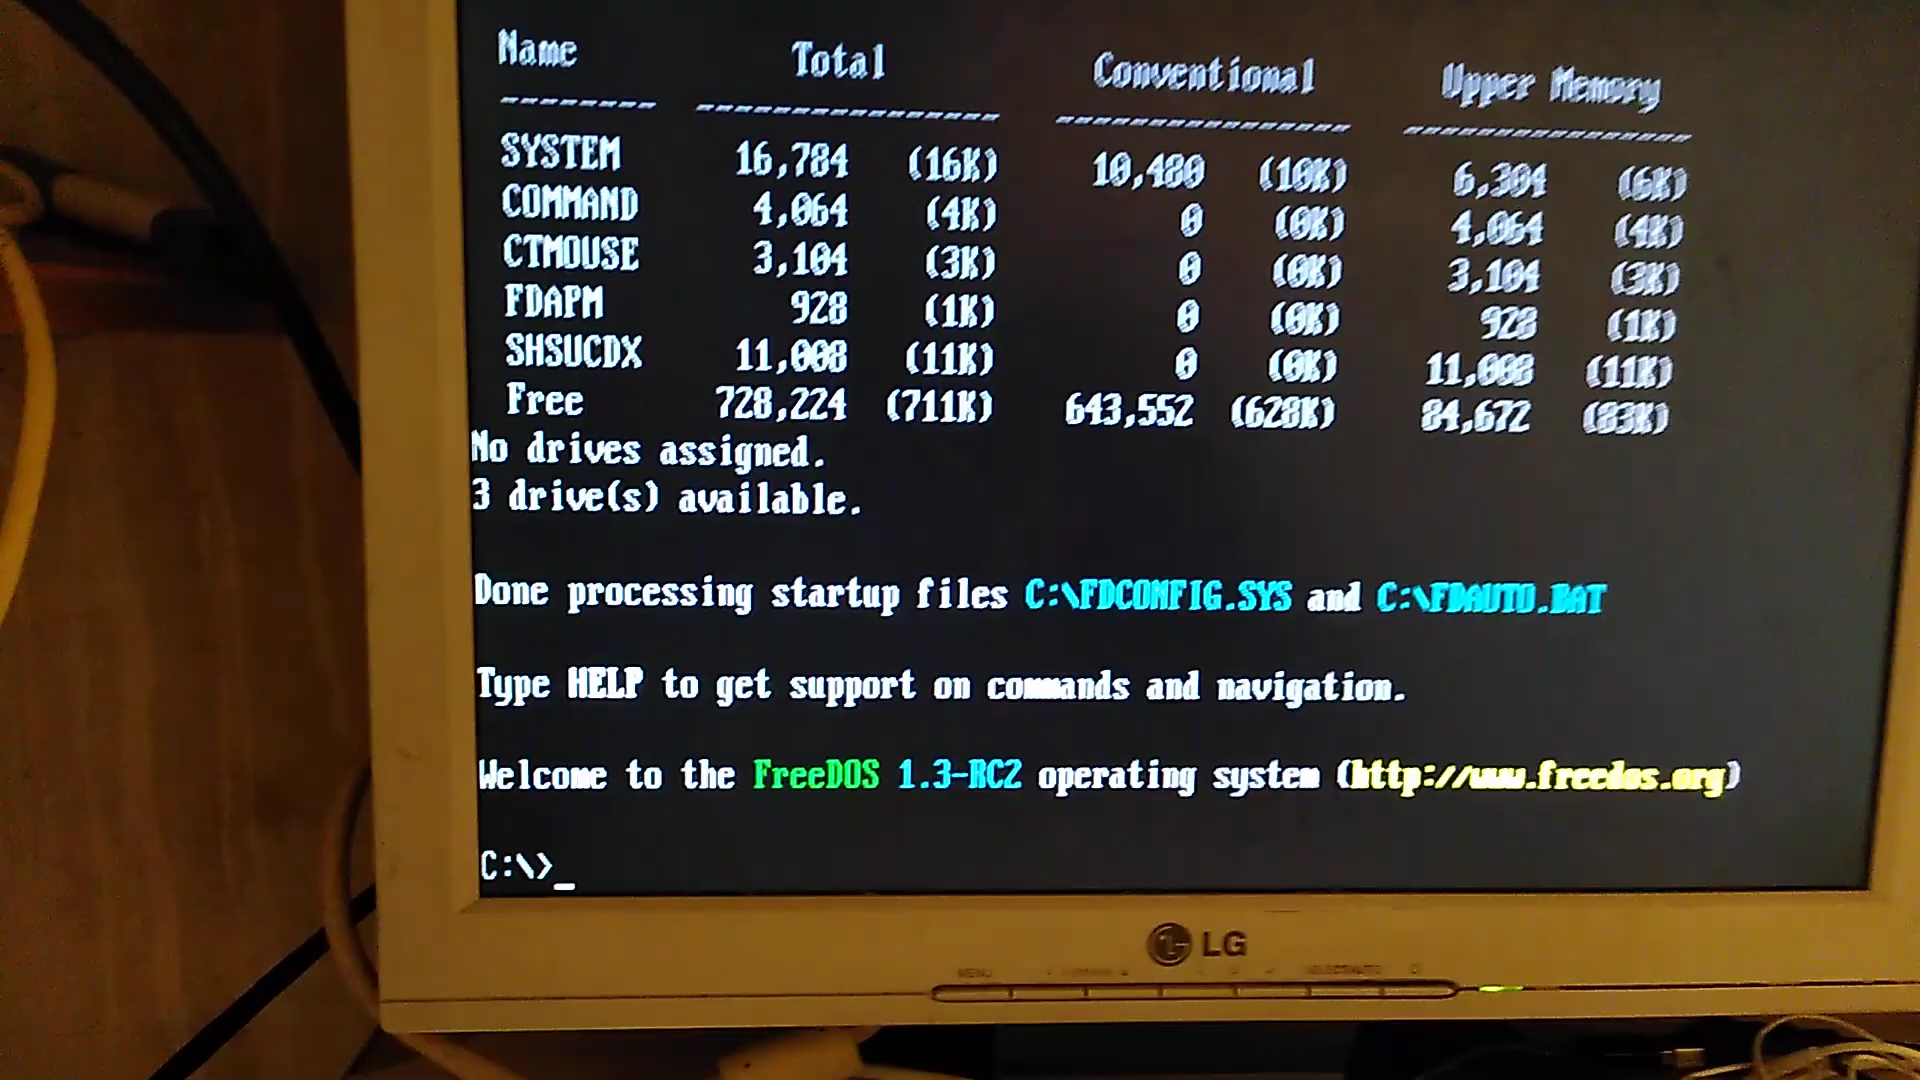 Name Total Conventional Upper Memory
-------- ---------------- ---------------- ----------------
SYSTEM 16,784 (16K) 10,480 (10K) 6,304 (6K)
COMMAND 4,064 (4K) 0 (0K) 4,064 (4K)
CTMOUSE 3,104 (3K) 0 (0K) 3,104 (3K)
FDAPM 928 (1K) 0 (0K) 928 (1K)
SHSUCDX 11,008 (11K) 0 (0K) 11,008 (11K)
Free 728,224 (711K) 643,552 (628K) 84,672 (83K)
No drives assigned.
3 drive(s) available.
Done processing startup files C:\FDCONFIG.SYS and C:\FDAUTO.BAT
Type HELP to get support on commands and navigation.
Welcome to the FreeDOS 1.3-RC2 operating system (http://www.freedos.org)
C:\>_
LG
MENU